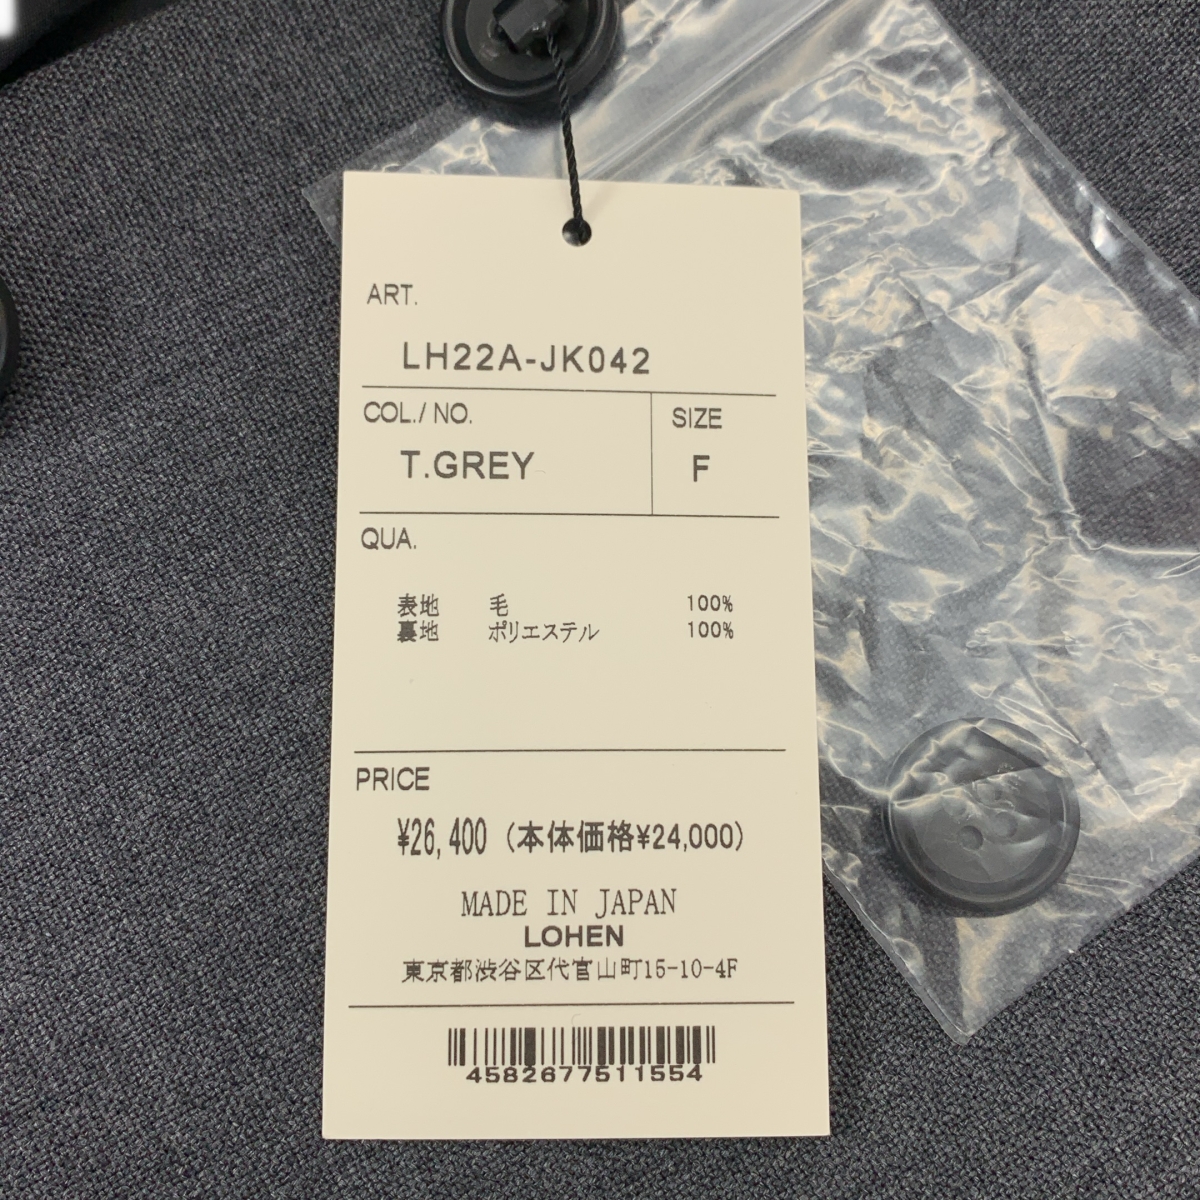 ART.
LH22A-JK042
COL./ NO. SIZE
T.GREY F
QUA.
表地 毛 100%
裏地 ポリエステル 100%
PRICE
¥26,400 (本体価格¥24,000)
MADE IN JAPAN
LOHEN
東京都渋谷区代官山町15-10-4F
4582677511554